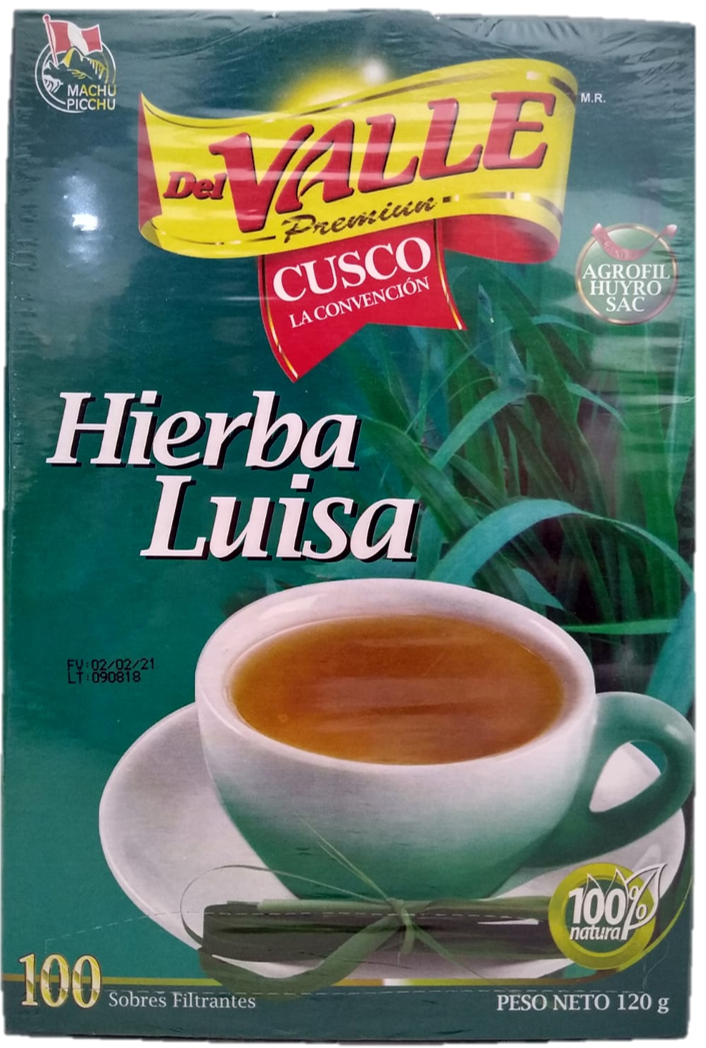 MACHU
PICCHU
Del VALLE
M.R.
Premiun
CUSCO
LA CONVENCIÓN
AGROFIL
HUYRO
SAC
Hierba
Luisa
FV:02/02/21
LT:090818
100%
natural
100 Sobres Filtrantes
PESO NETO 120 g